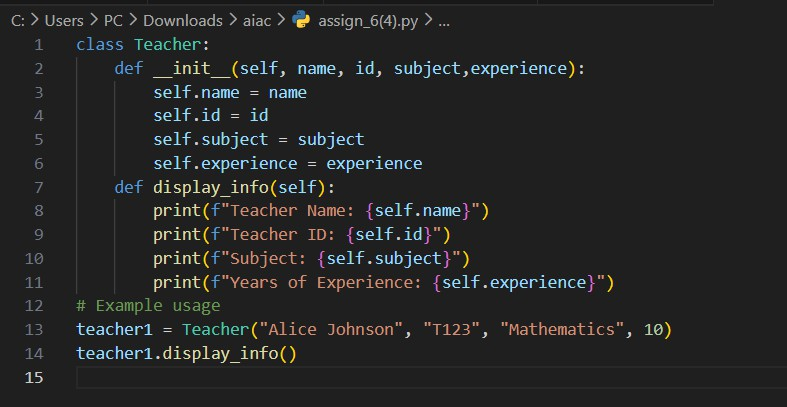 C: > Users > PC > Downloads > aiac > assign_6(4).py > ...
1 class Teacher:
2     def __init__(self, name, id, subject,experience):
3         self.name = name
4         self.id = id
5         self.subject = subject
6         self.experience = experience
7     def display_info(self):
8         print(f"Teacher Name: {self.name}")
9         print(f"Teacher ID: {self.id}")
10         print(f"Subject: {self.subject}")
11         print(f"Years of Experience: {self.experience}")
12 # Example usage
13 teacher1 = Teacher("Alice Johnson", "T123", "Mathematics", 10)
14 teacher1.display_info()
15